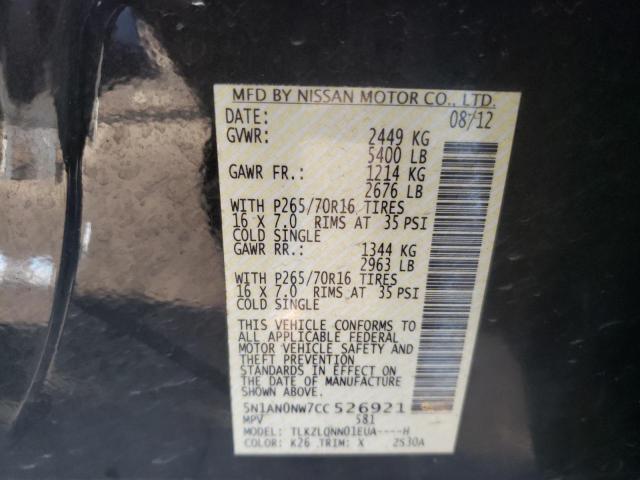 MFD BY NISSAN MOTOR CO., LTD.
DATE: 08/12
GVWR: 2449 KG
5400 LB
GAWR FR.: 1214 KG
2676 LB
WITH P265/70R16 TIRES
16 X 7.0 RIMS AT 35 PSI
COLD SINGLE
GAWR RR.: 1344 KG
2963 LB
WITH P265/70R16 TIRES
16 X 7.0 RIMS AT 35 PSI
COLD SINGLE
THIS VEHICLE CONFORMS TO
ALL APPLICABLE FEDERAL
MOTOR VEHICLE SAFETY AND
THEFT PREVENTION
STANDARDS IN EFFECT ON
THE DATE OF MANUFACTURE
SHOWN ABOVE.
5N1AN0NW7CC526921
MPV 581
MODEL: TLKZLQNN01EUA----H
COLOR: K26 TRIM: X 2530A